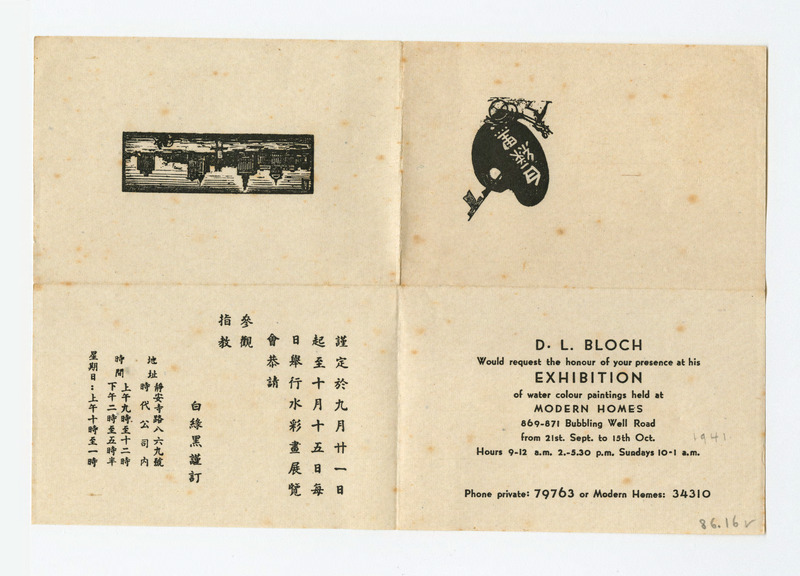 白綠黑
謹定於九月廿一日
起至十月十五日每
日舉行水彩畫展覽
會恭請
參觀
指教
白綠黑謹訂
地址 靜安寺路八六九號
時代公司內
時間 上午九時至十二時
下午二時至五時半
星期日：上午十時至一時
D. L. BLOCH
Would request the honour of your presence at his
EXHIBITION
of water colour paintings held at
MODERN HOMES
869-871 Bubbling Well Road
from 21st. Sept. to 15th Oct.
1941
Hours 9-12 a.m. 2.-5.30 p.m. Sundays 10-1 a.m.
Phone private: 79763 or Modern Homes: 34310
86.16v